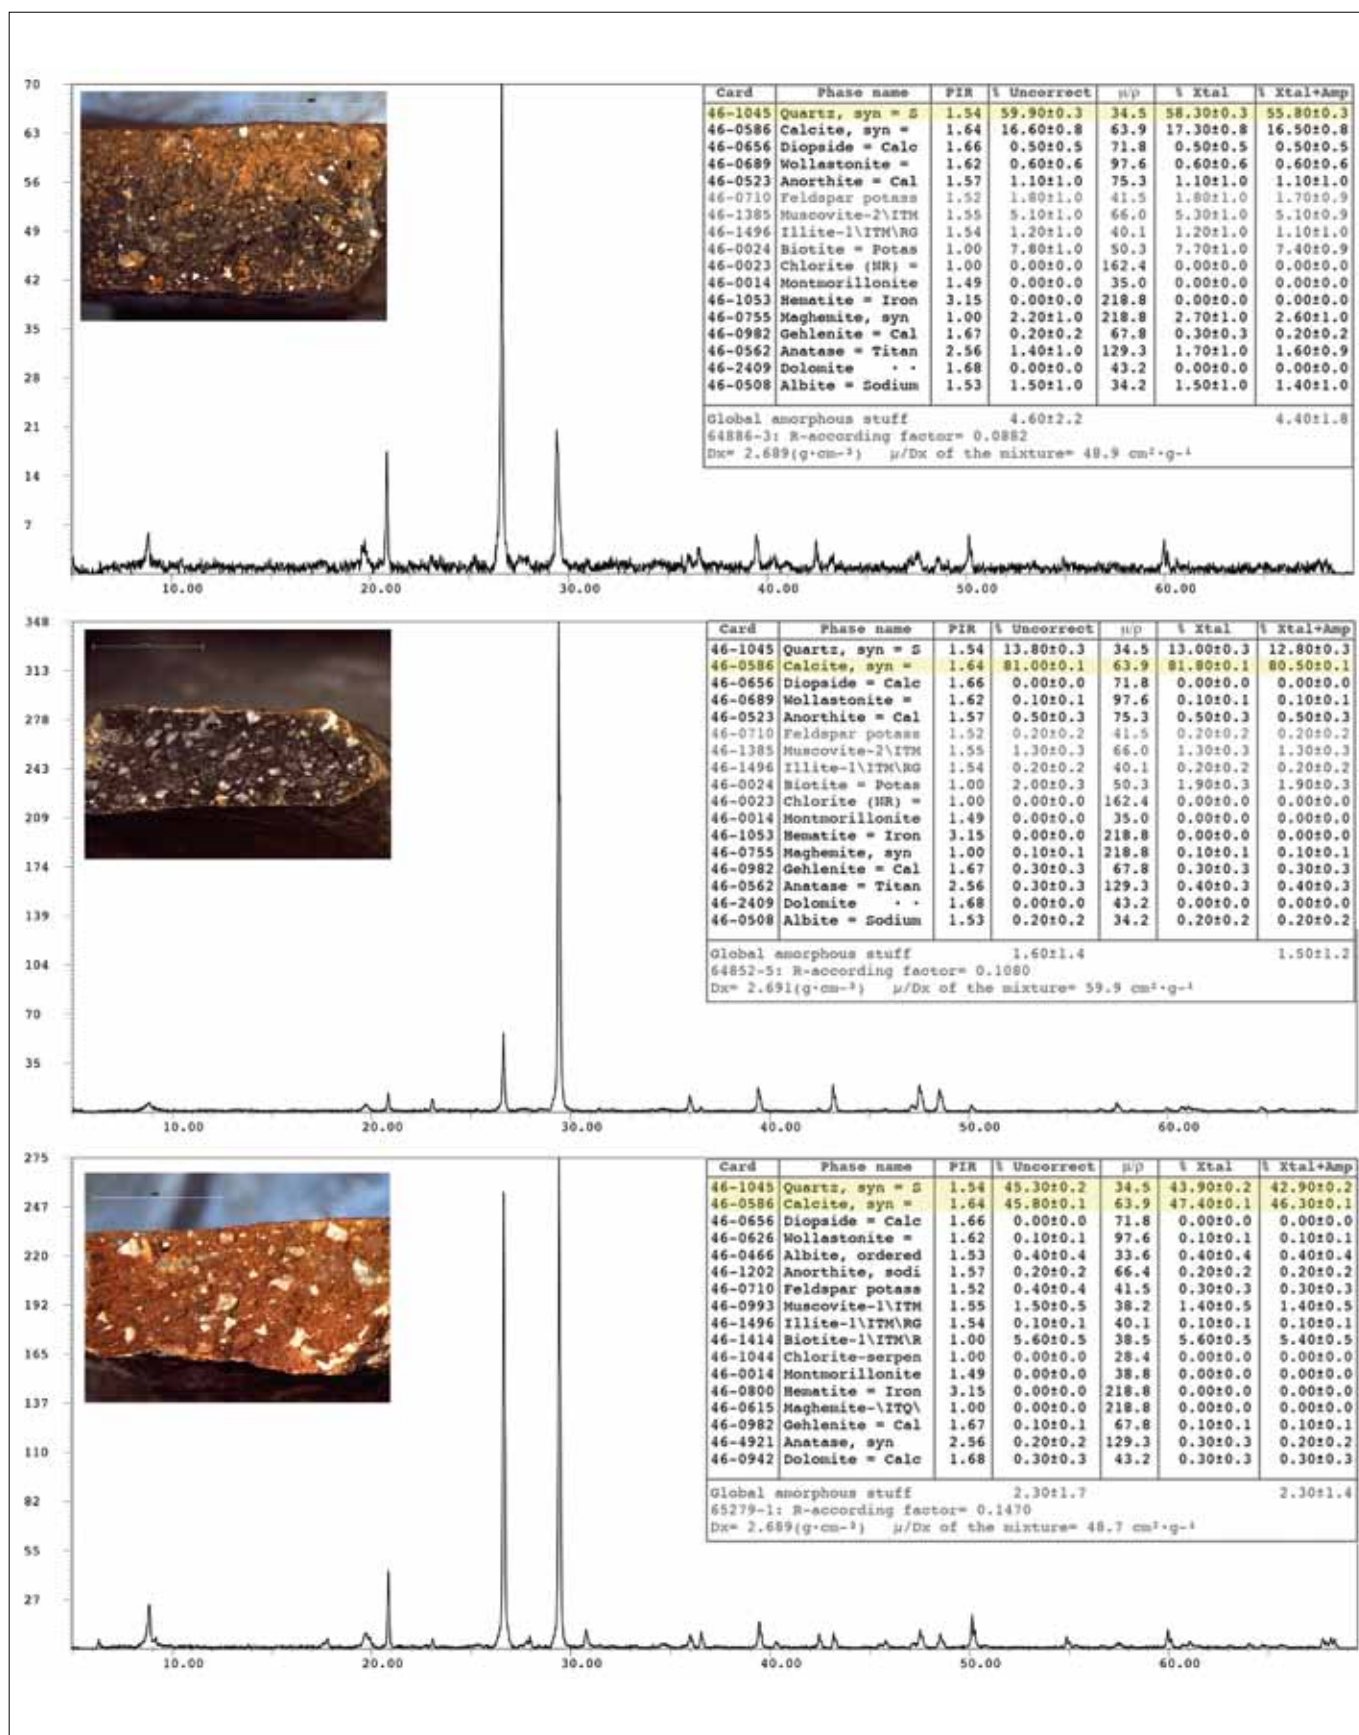 70
63
56
49
42
35
28
21
14
7
Card Phase name PIR % Uncorrect μ/ρ % Xtal % Xtal+Amp
46-1045 Quartz, syn = S 1.54 59.90±0.3 34.5 58.30±0.3 55.80±0.3
46-0586 Calcite, syn = 1.64 16.60±0.8 63.9 17.30±0.8 16.50±0.8
46-0656 Diopside = Calc 1.66 0.50±0.5 71.8 0.50±0.5 0.50±0.5
46-0689 Wollastonite = 1.62 0.60±0.6 97.6 0.60±0.6 0.60±0.6
46-0523 Anorthite = Cal 1.57 1.10±1.0 75.3 1.10±1.0 1.10±1.0
46-0710 Feldspar potass 1.52 1.80±1.0 41.5 1.80±1.0 1.70±0.9
46-1385 Muscovite-2\ITM 1.55 5.10±1.0 66.0 5.30±1.0 5.10±0.9
46-1496 Illite-1\ITM\RG 1.54 1.20±1.0 40.1 1.20±1.0 1.10±1.0
46-0024 Biotite = Potas 1.00 7.80±1.0 50.3 7.70±1.0 7.40±0.9
46-0023 Chlorite (NR) = 1.00 0.00±0.0 162.4 0.00±0.0 0.00±0.0
46-0014 Montmorillonite 1.49 0.00±0.0 35.0 0.00±0.0 0.00±0.0
46-1053 Hematite = Iron 3.15 0.00±0.0 218.8 0.00±0.0 0.00±0.0
46-0755 Maghemite, syn 1.00 2.20±1.0 218.8 2.70±1.0 2.60±1.0
46-0982 Gehlenite = Cal 1.67 0.20±0.2 67.8 0.30±0.3 0.20±0.2
46-0562 Anatase = Titan 2.56 1.40±1.0 129.3 1.70±1.0 1.60±0.9
46-2409 Dolomite · · 1.68 0.00±0.0 43.2 0.00±0.0 0.00±0.0
46-0508 Albite = Sodium 1.53 1.50±1.0 34.2 1.50±1.0 1.40±1.0
Global amorphous stuff 4.60±2.2 4.40±1.8
64886-3: R-according factor= 0.0882
Dx= 2.689(g·cm-³) μ/Dx of the mixture= 48.9 cm²·g-¹
10.00 20.00 30.00 40.00 50.00 60.00
348
313
278
243
209
174
139
104
70
35
Card Phase name PIR % Uncorrect μ/ρ % Xtal % Xtal+Amp
46-1045 Quartz, syn = S 1.54 13.80±0.3 34.5 13.00±0.3 12.80±0.3
46-0586 Calcite, syn = 1.64 81.00±0.1 63.9 81.80±0.1 80.50±0.1
46-0656 Diopside = Calc 1.66 0.00±0.0 71.8 0.00±0.0 0.00±0.0
46-0689 Wollastonite = 1.62 0.10±0.1 97.6 0.10±0.1 0.10±0.1
46-0523 Anorthite = Cal 1.57 0.50±0.3 75.3 0.50±0.3 0.50±0.3
46-0710 Feldspar potass 1.52 0.20±0.2 41.5 0.20±0.2 0.20±0.2
46-1385 Muscovite-2\ITM 1.55 1.30±0.3 66.0 1.30±0.3 1.30±0.3
46-1496 Illite-1\ITM\RG 1.54 0.20±0.2 40.1 0.20±0.2 0.20±0.2
46-0024 Biotite = Potas 1.00 2.00±0.3 50.3 1.90±0.3 1.90±0.3
46-0023 Chlorite (NR) = 1.00 0.00±0.0 162.4 0.00±0.0 0.00±0.0
46-0014 Montmorillonite 1.49 0.00±0.0 35.0 0.00±0.0 0.00±0.0
46-1053 Hematite = Iron 3.15 0.00±0.0 218.8 0.00±0.0 0.00±0.0
46-0755 Maghemite, syn 1.00 0.10±0.1 218.8 0.10±0.1 0.10±0.1
46-0982 Gehlenite = Cal 1.67 0.30±0.3 67.8 0.30±0.3 0.30±0.3
46-0562 Anatase = Titan 2.56 0.30±0.3 129.3 0.40±0.3 0.40±0.3
46-2409 Dolomite · · 1.68 0.00±0.0 43.2 0.00±0.0 0.00±0.0
46-0508 Albite = Sodium 1.53 0.20±0.2 34.2 0.20±0.2 0.20±0.2
Global amorphous stuff 1.60±1.4 1.50±1.2
64852-5: R-according factor= 0.1080
Dx= 2.691(g·cm-³) μ/Dx of the mixture= 59.9 cm²·g-¹
10.00 20.00 30.00 40.00 50.00 60.00
275
247
220
192
165
137
110
82
55
27
Card Phase name PIR % Uncorrect μ/ρ % Xtal % Xtal+Amp
46-1045 Quartz, syn = S 1.54 45.30±0.2 34.5 43.90±0.2 42.90±0.2
46-0586 Calcite, syn = 1.64 45.80±0.1 63.9 47.40±0.1 46.30±0.1
46-0656 Diopside = Calc 1.66 0.00±0.0 71.8 0.00±0.0 0.00±0.0
46-0626 Wollastonite = 1.62 0.10±0.1 97.6 0.10±0.1 0.10±0.1
46-0466 Albite, ordered 1.53 0.40±0.4 33.6 0.40±0.4 0.40±0.4
46-1202 Anorthite, sodi 1.57 0.20±0.2 66.4 0.20±0.2 0.20±0.2
46-0710 Feldspar potass 1.52 0.40±0.4 41.5 0.30±0.3 0.30±0.3
46-0993 Muscovite-1\ITM 1.55 1.50±0.5 38.2 1.40±0.5 1.40±0.5
46-1496 Illite-1\ITM\RG 1.54 0.10±0.1 40.1 0.10±0.1 0.10±0.1
46-1414 Biotite-1\ITM\R 1.00 5.60±0.5 38.5 5.60±0.5 5.40±0.5
46-1044 Chlorite-serpen 1.00 0.00±0.0 28.4 0.00±0.0 0.00±0.0
46-0014 Montmorillonite 1.49 0.00±0.0 38.8 0.00±0.0 0.00±0.0
46-0800 Hematite = Iron 3.15 0.00±0.0 218.8 0.00±0.0 0.00±0.0
46-0615 Maghemite-\ITQ\ 1.00 0.00±0.0 218.8 0.00±0.0 0.00±0.0
46-0982 Gehlenite = Cal 1.67 0.10±0.1 67.8 0.10±0.1 0.10±0.1
46-4921 Anatase, syn 2.56 0.20±0.2 129.3 0.30±0.3 0.20±0.2
46-0942 Dolomite = Calc 1.68 0.30±0.3 43.2 0.30±0.3 0.30±0.3
Global amorphous stuff 2.30±1.7 2.30±1.4
65279-1: R-according factor= 0.1470
Dx= 2.689(g·cm-³) μ/Dx of the mixture= 48.7 cm²·g-¹
10.00 20.00 30.00 40.00 50.00 60.00